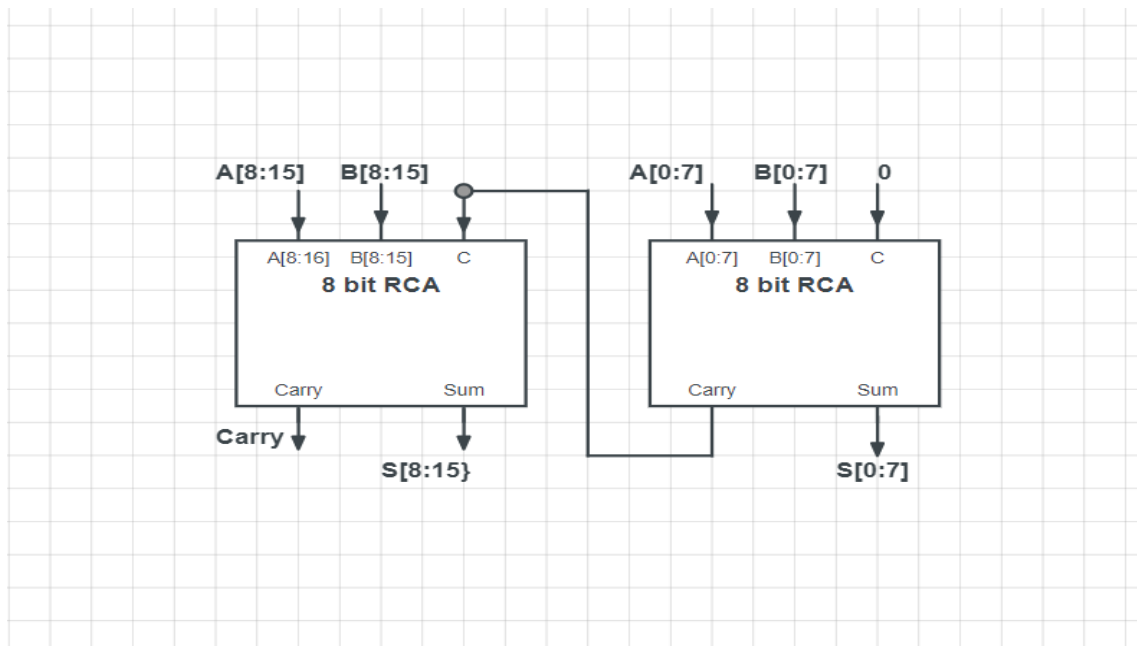 A[8:15] B[8:15] A[0:7] B[0:7] 0
A[8:16] B[8:15] C A[0:7] B[0:7] C
8 bit RCA 8 bit RCA
Carry Sum Carry Sum
Carry
S[8:15} S[0:7]